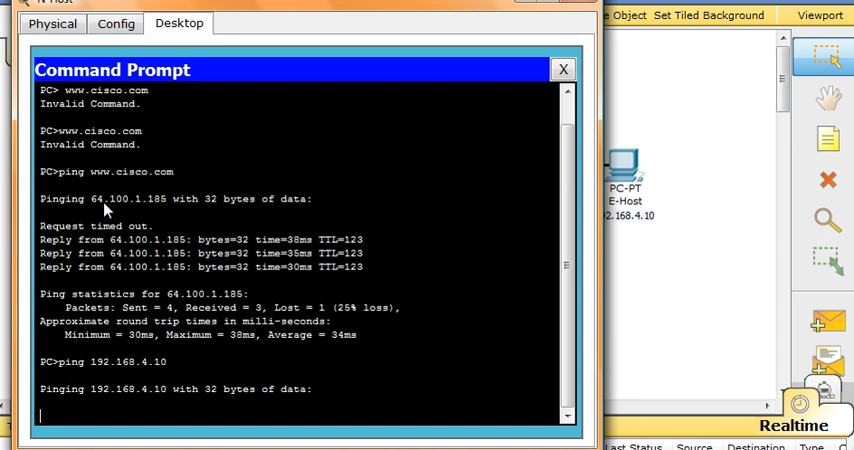 N-Host
Physical Config Desktop
e Object Set Tiled Background Viewport
Command Prompt X
PC> www.cisco.com
Invalid Command.
PC>www.cisco.com
Invalid Command.
PC>ping www.cisco.com
Pinging 64.100.1.185 with 32 bytes of data:
Request timed out.
Reply from 64.100.1.185: bytes=32 time=38ms TTL=123
Reply from 64.100.1.185: bytes=32 time=35ms TTL=123
Reply from 64.100.1.185: bytes=32 time=30ms TTL=123
Ping statistics for 64.100.1.185:
Packets: Sent = 4, Received = 3, Lost = 1 (25% loss),
Approximate round trip times in milli-seconds:
Minimum = 30ms, Maximum = 38ms, Average = 34ms
PC>ping 192.168.4.10
Pinging 192.168.4.10 with 32 bytes of data:
PC-PT
E-Host
92.168.4.10
Realtime
Last Status Source Destination Type